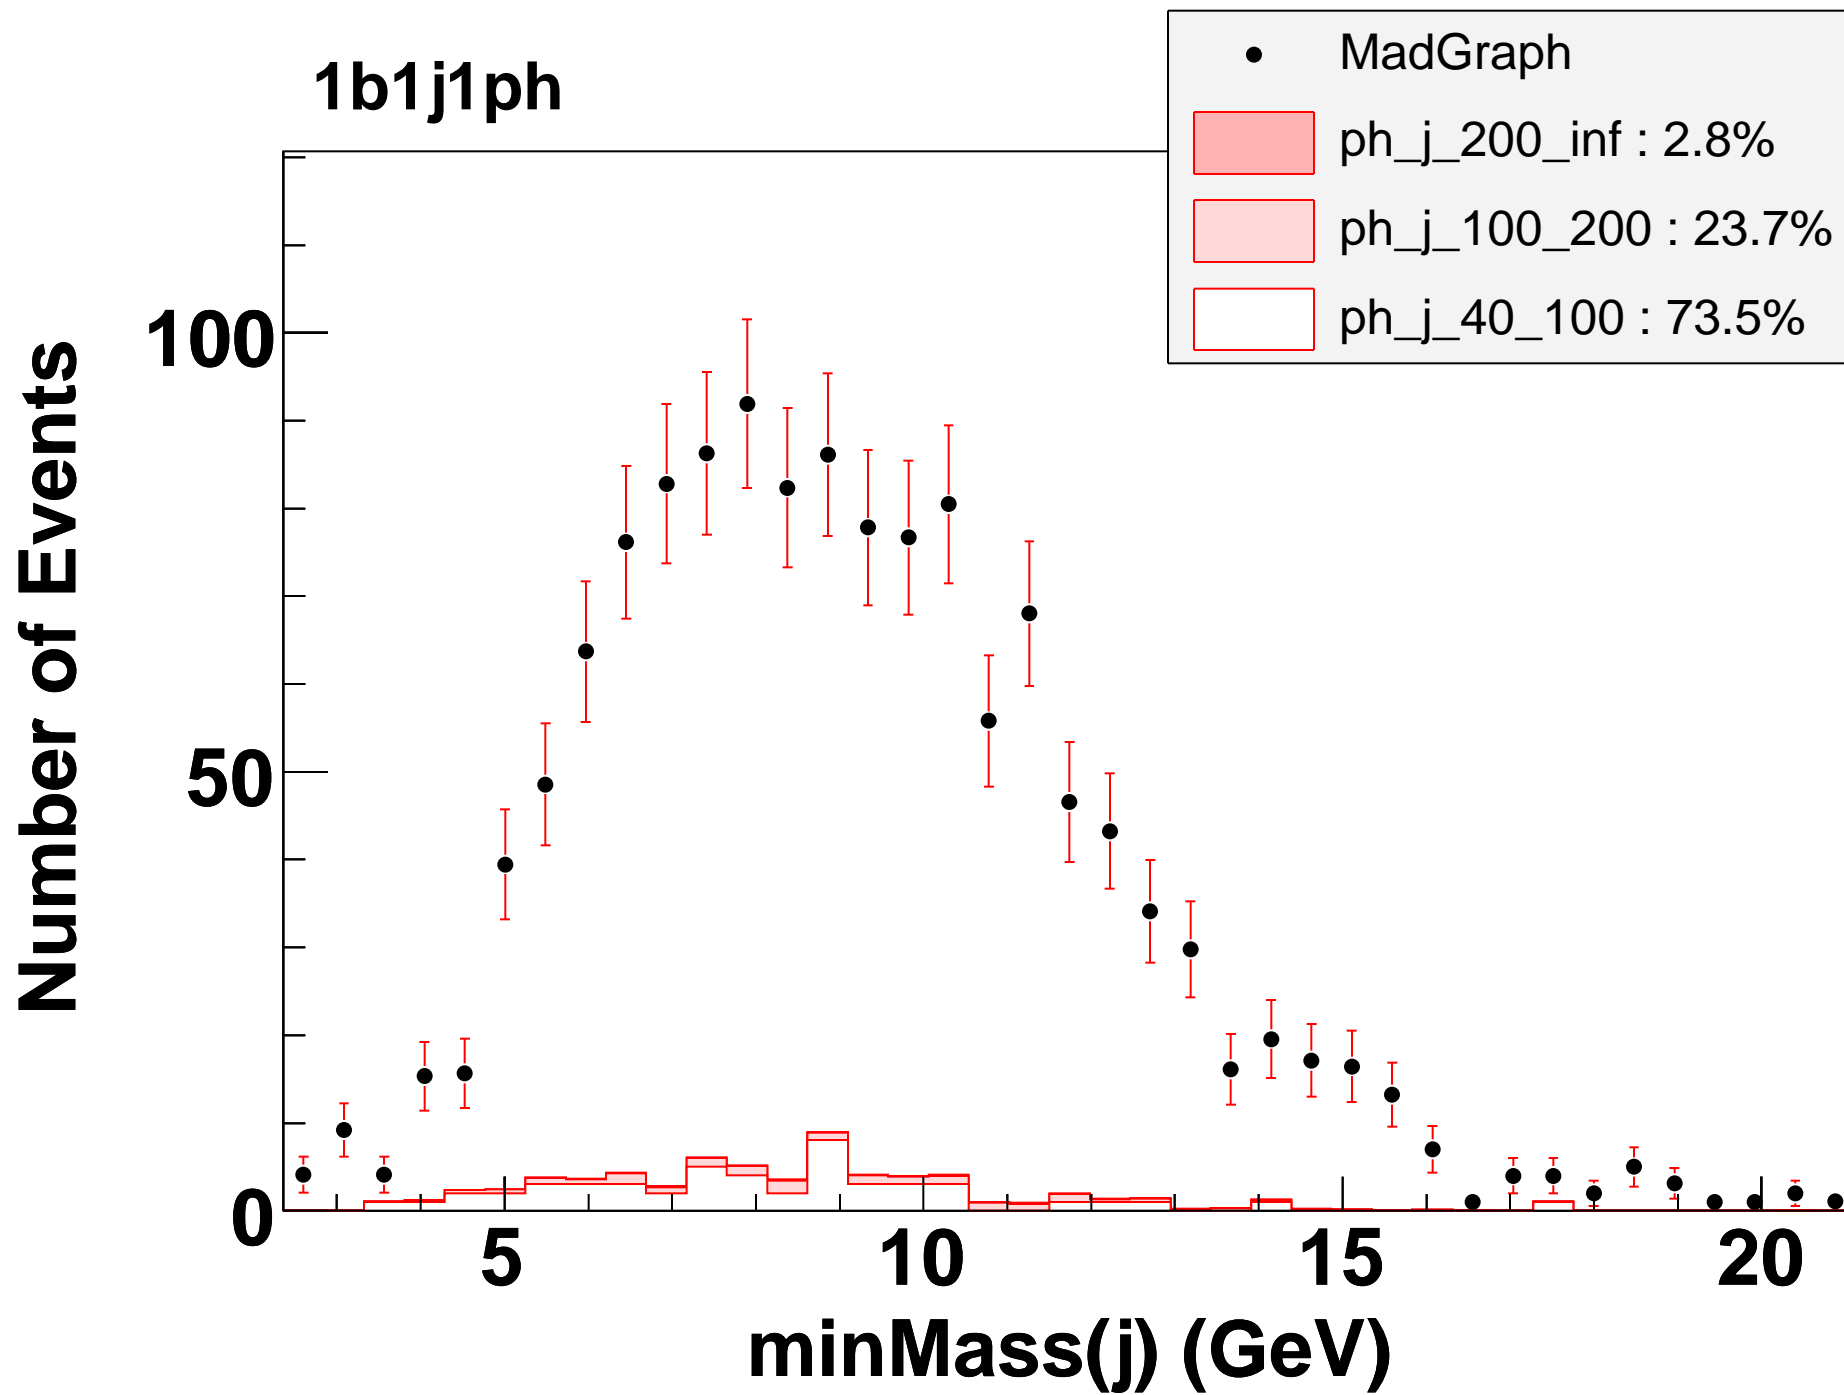 1b1j1ph
MadGraph
ph_j_200_inf : 2.8%
ph_j_100_200 : 23.7%
ph_j_40_100 : 73.5%
Number of Events
100
50
0
5 10 15 20
minMass(j) (GeV)